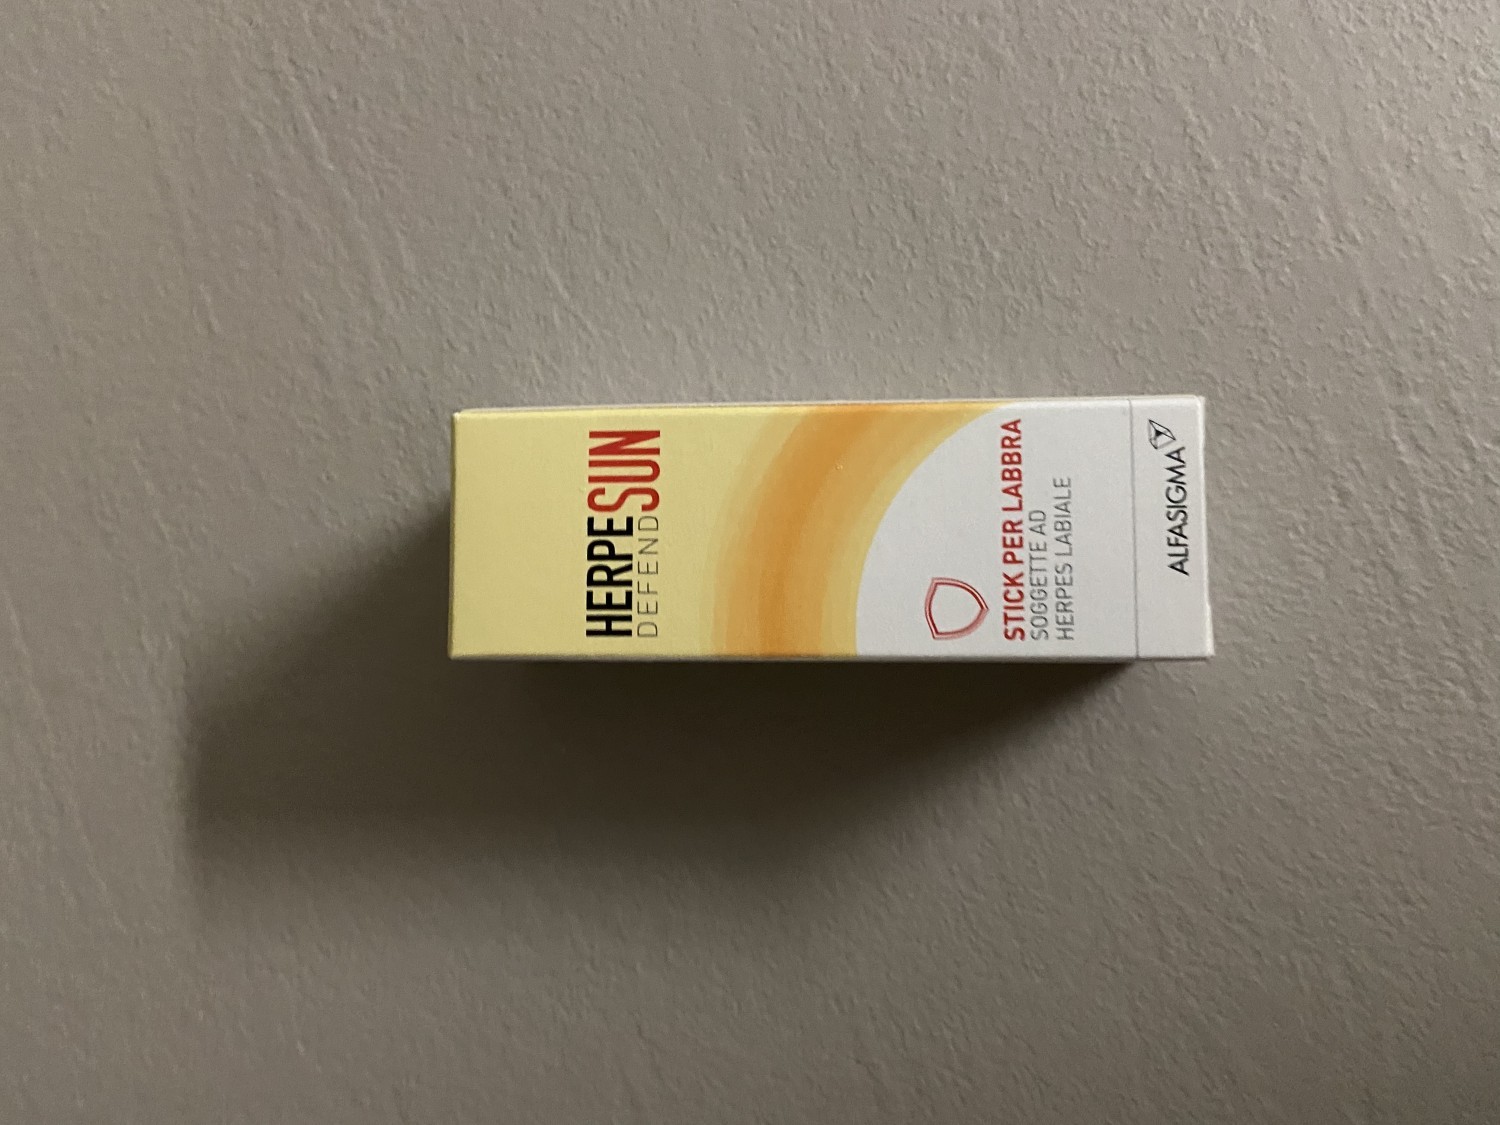 HERPESUN
DEFEND
STICK PER LABBRA
SOGGETTE AD
HERPES LABIALE
ALFASIGMA